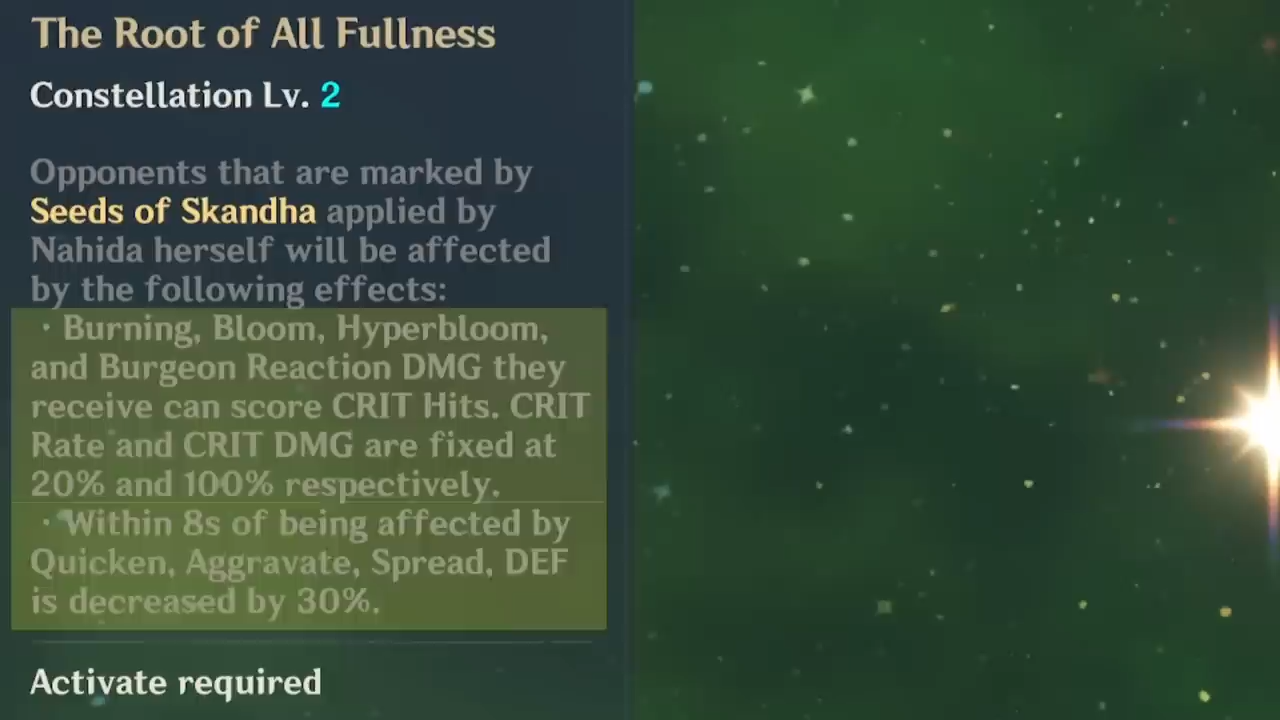 The Root of All Fullness
Constellation Lv. 2
Opponents that are marked by
Seeds of Skandha applied by
Nahida herself will be affected
by the following effects:
· Burning, Bloom, Hyperbloom,
and Burgeon Reaction DMG they
receive can score CRIT Hits. CRIT
Rate and CRIT DMG are fixed at
20% and 100% respectively.
· Within 8s of being affected by
Quicken, Aggravate, Spread, DEF
is decreased by 30%.
Activate required